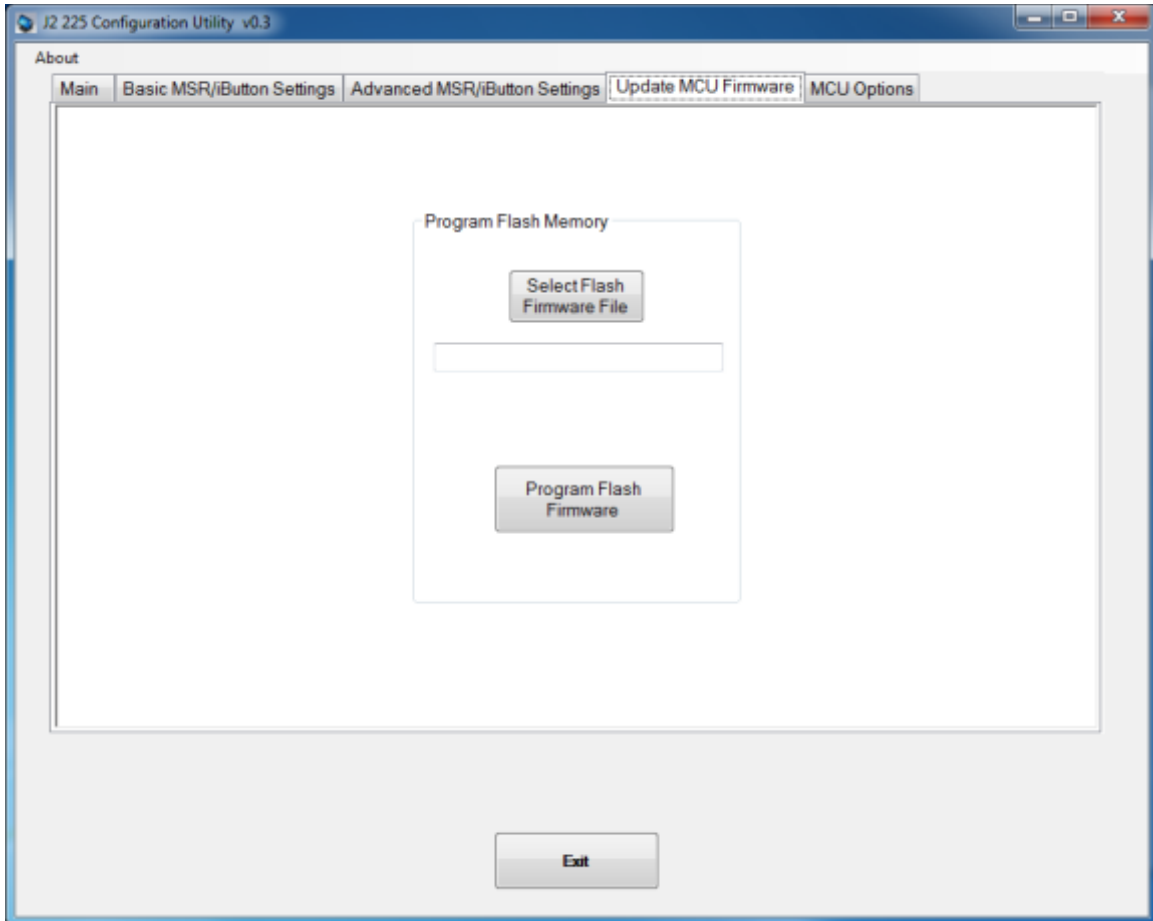 J2 225 Configuration Utility v0.3
About
Main Basic MSR/iButton Settings Advanced MSR/iButton Settings Update MCU Firmware MCU Options
Program Flash Memory
Select Flash
Firmware File
Program Flash
Firmware
Exit